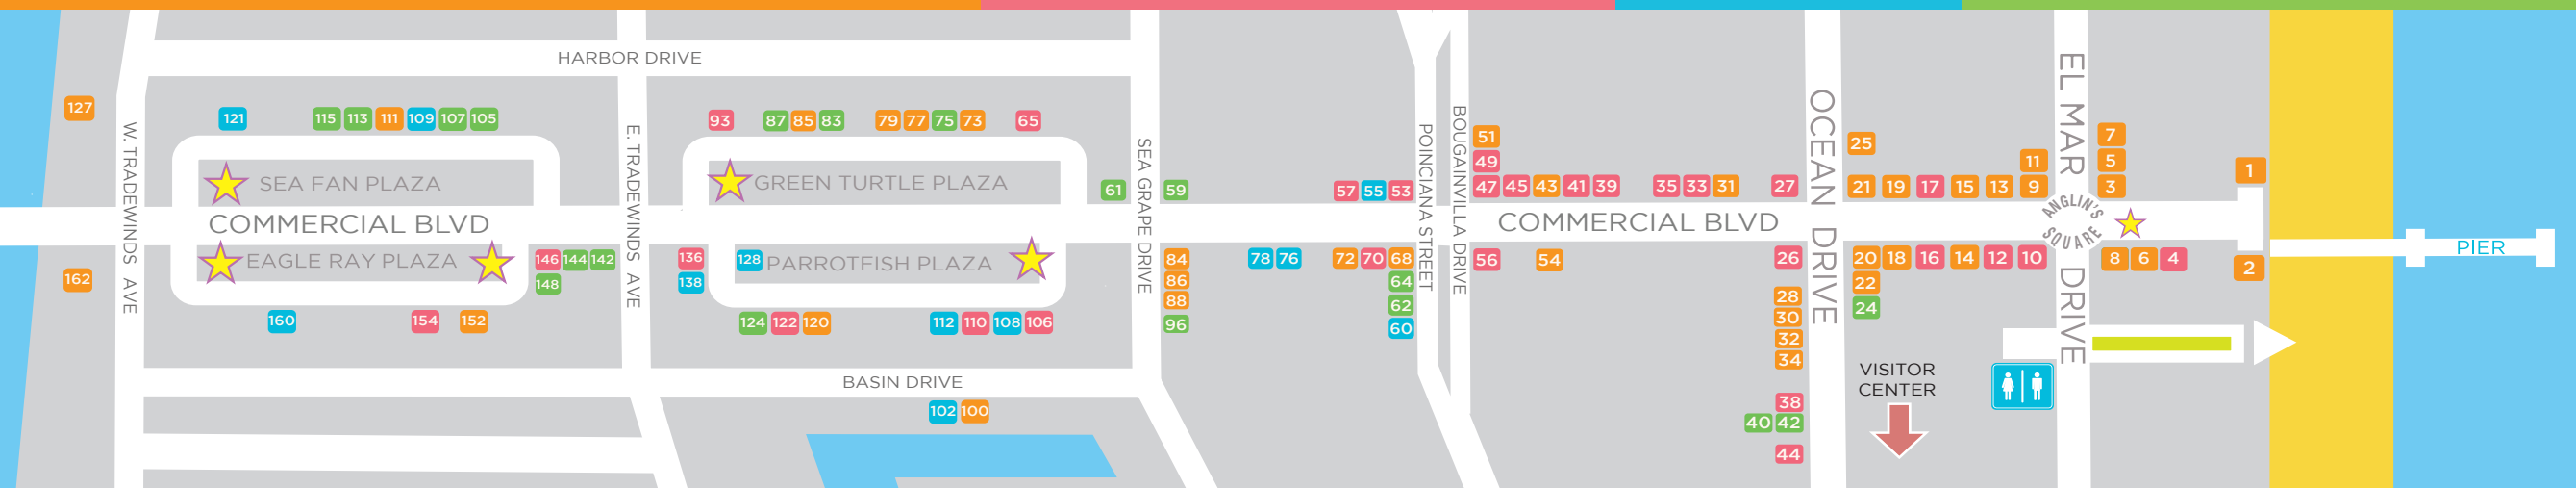 HARBOR DRIVE
127
121
115 113 111 109 107 105
93
87 85 83
79 77 75 73
65
W. TRADEWINDS AVE
SEA FAN PLAZA
COMMERCIAL BLVD
EAGLE RAY PLAZA
162
160
154
152
146 144 142
148
E. TRADEWINDS AVE
136
138
GREEN TURTLE PLAZA
128 PARROTFISH PLAZA
124 122 120
112 110 108 106
BASIN DRIVE
102 100
61
SEA GRAPE DRIVE
59
84
86
88
96
78 76
57 55 53
72 70 68
64
62
60
POINCIANA STREET
BOUGAINVILLA DRIVE
51
49
47 45 43 41 39
35 33 31
27
COMMERCIAL BLVD
56
54
26
28
30
32
34
38
40 42
44
OCEAN DRIVE
25
21 19 17 15 13 9
11
20 18 16 14 12 10
22
24
VISITOR
CENTER
EL MAR DRIVE
ANGLIN'S
SQUARE
7
5
3
8 6 4
1
2
PIER